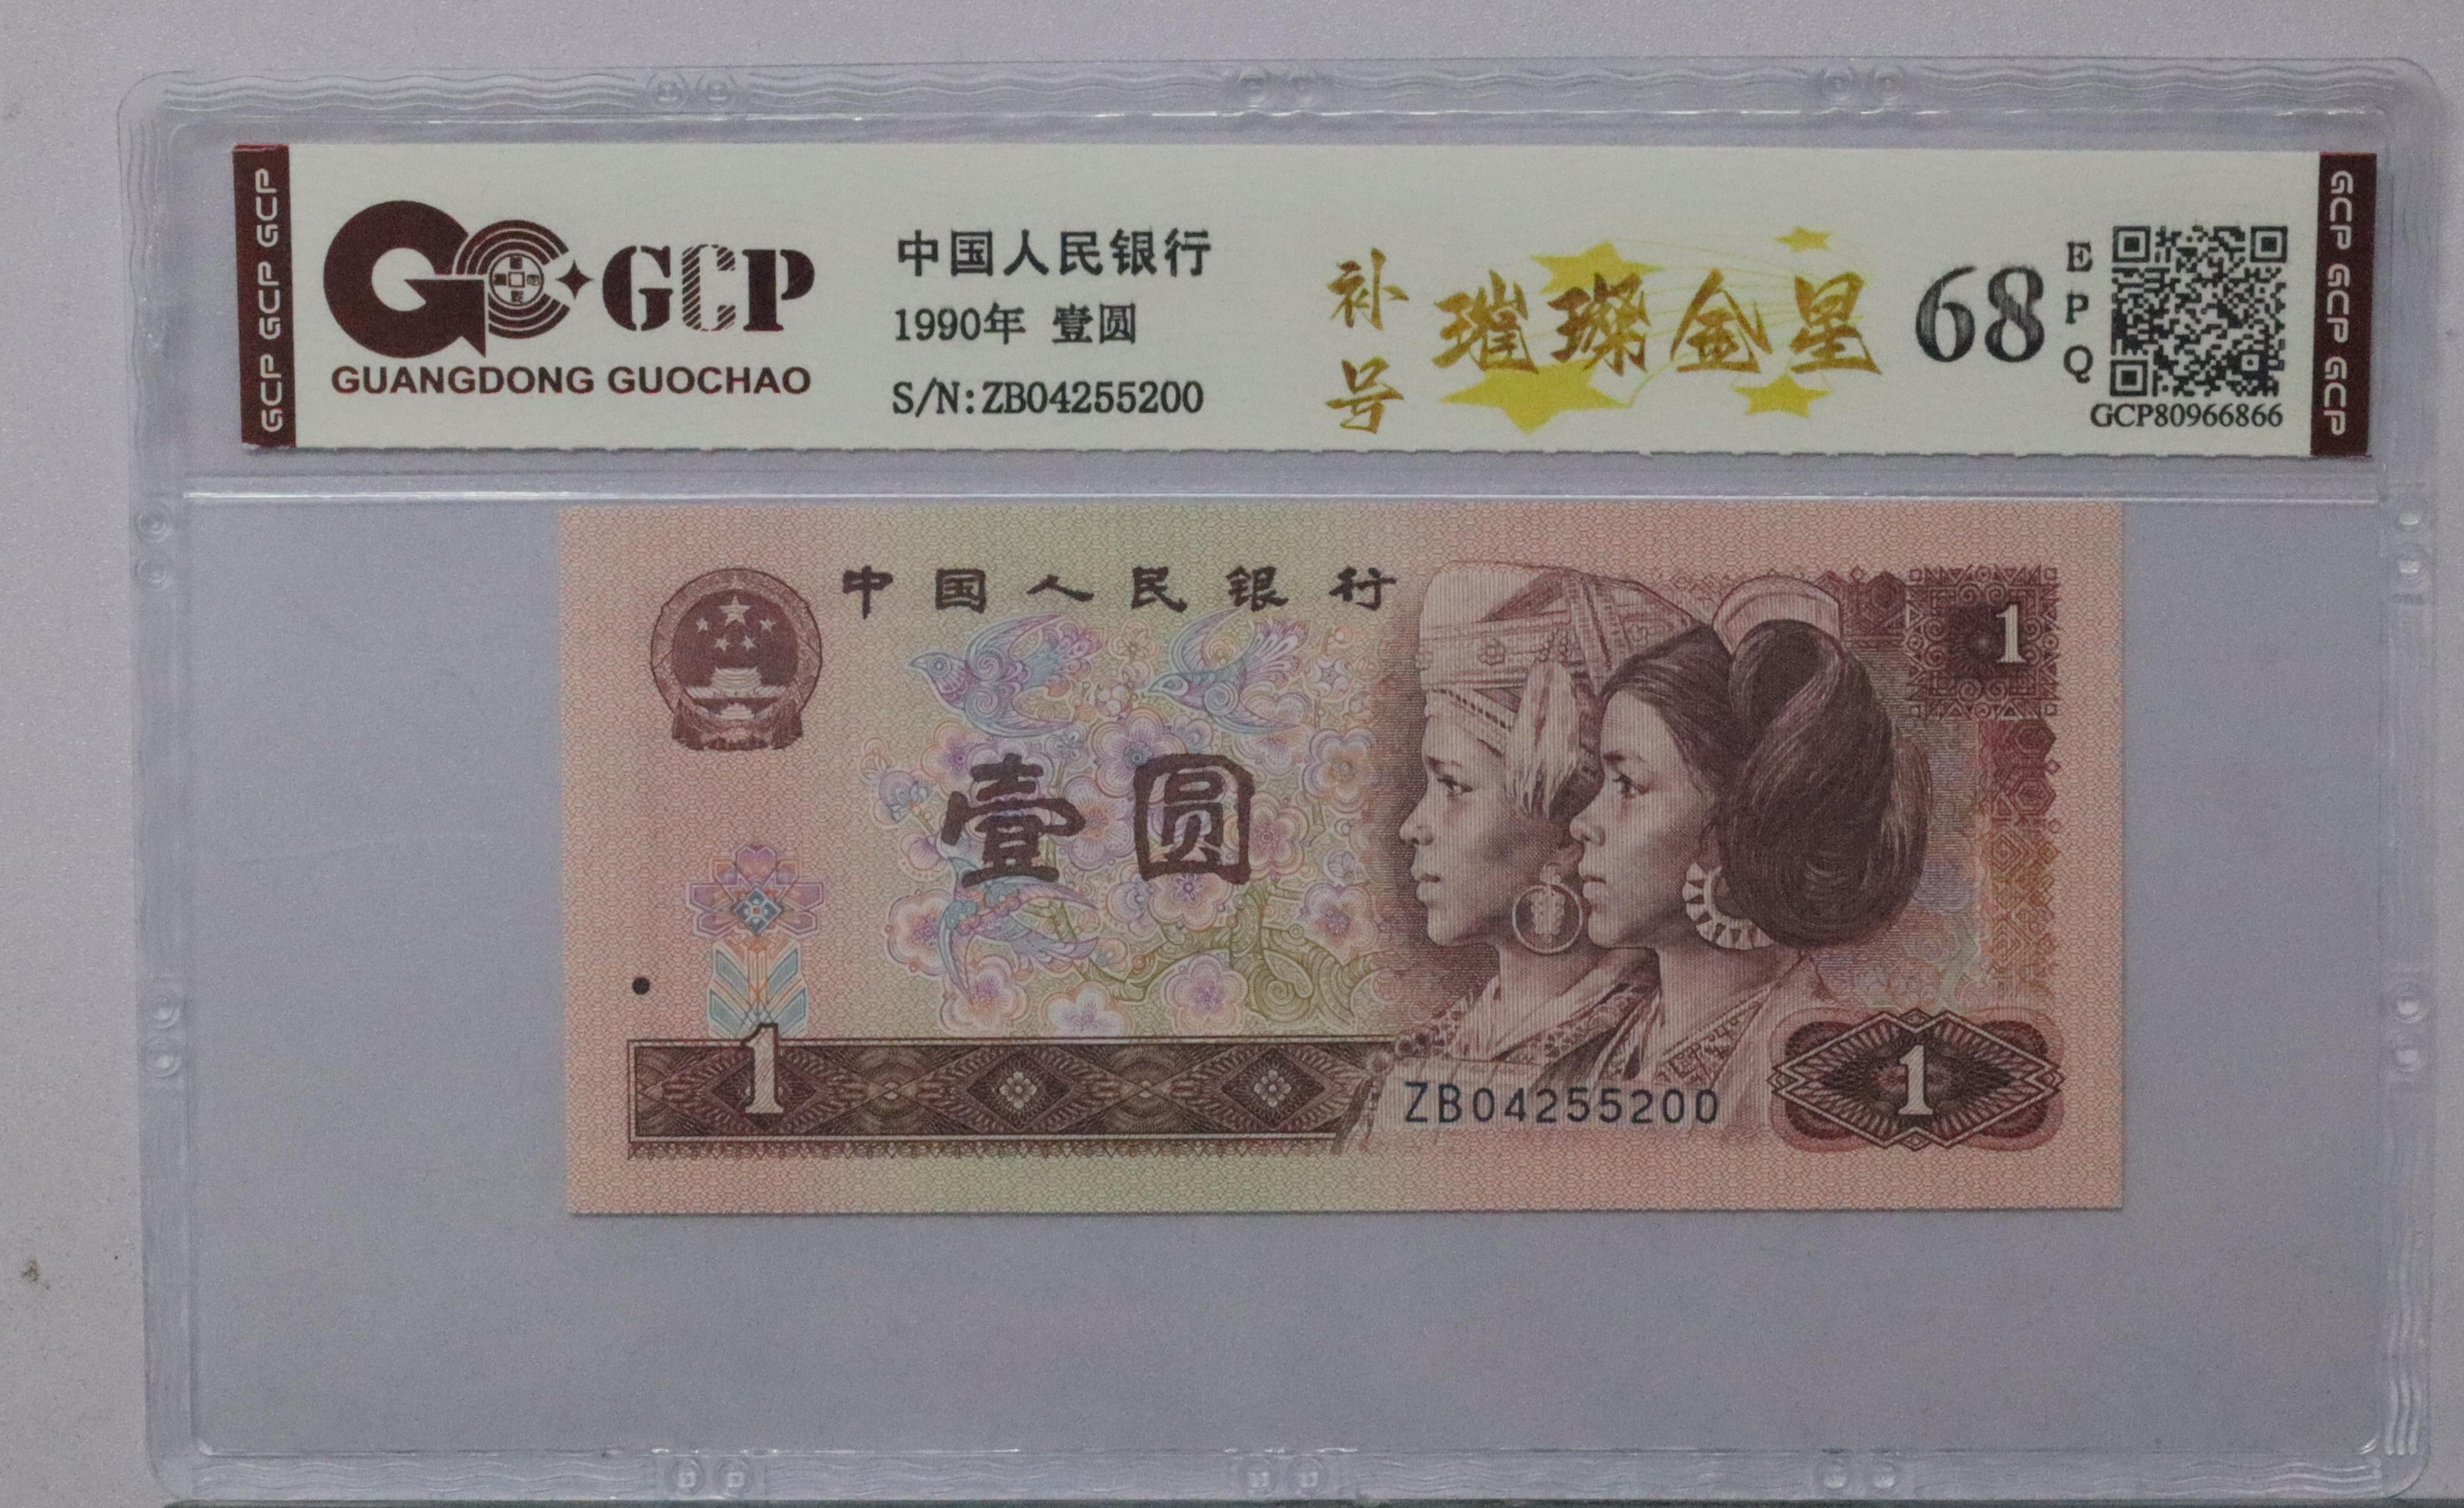 GCP GCP GCP
GCP
GUANGDONG GUOCHAO
中国人民银行
1990年 壹圆
S/N:ZB04255200
补号
璀璨金星
68
EPQ
GCP80966866
GCP GCP GCP
中国人民银行
1
壹圆
1
ZB04255200
1